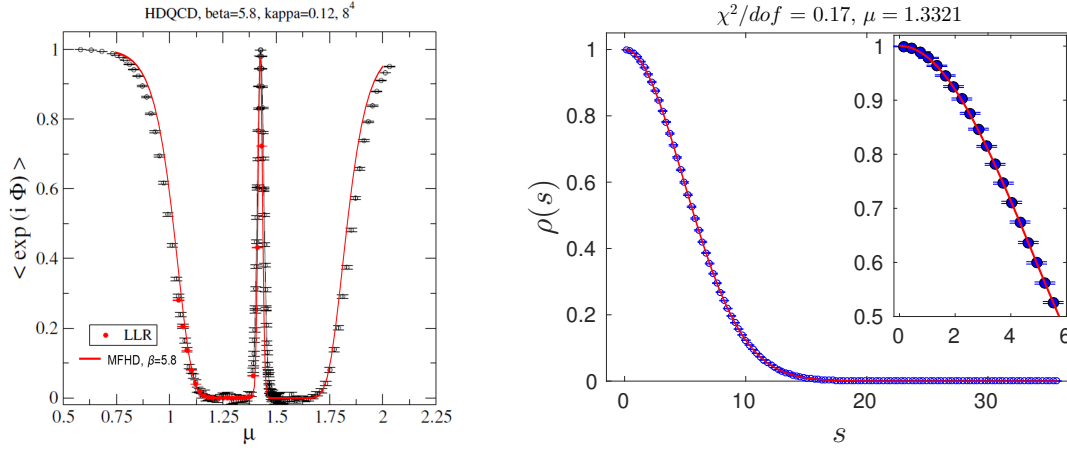 HDQCD, beta=5.8, kappa=0.12, 8^4
< exp (i Φ) >
1
0.8
0.6
0.4
0.2
0
LLR
MFHD, β=5.8
0.5 0.75 1 1.25 1.5 1.75 2 2.25
μ
χ²/dof = 0.17, μ = 1.3321
ρ(s)
1
0.8
0.6
0.4
0.2
0
0 10 20 30
s
1
0.9
0.8
0.7
0.6
0.5
0 2 4 6